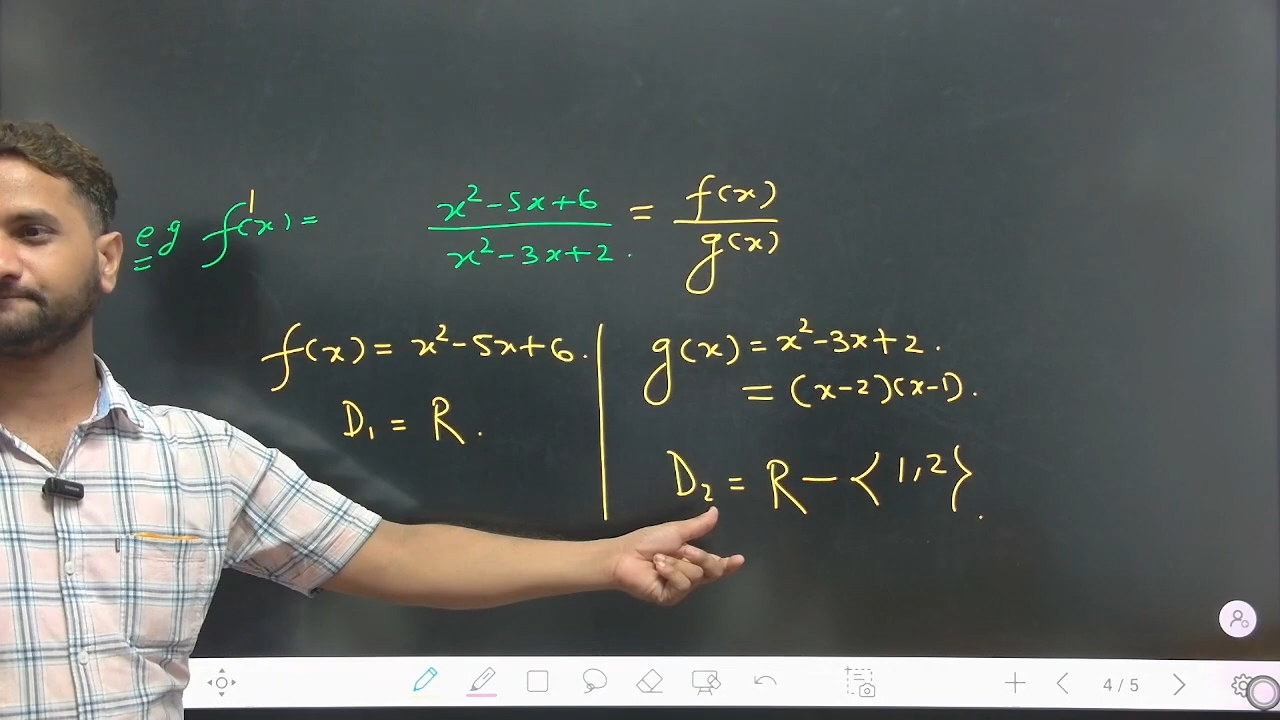 eg f'(x) = x²-5x+6 / x²-3x+2 . = f(x) / g(x)
f(x) = x²-5x+6.
D₁ = R.
g(x) = x²-3x+2.
= (x-2)(x-1).
D₂ = R - {1,2}.
4/5